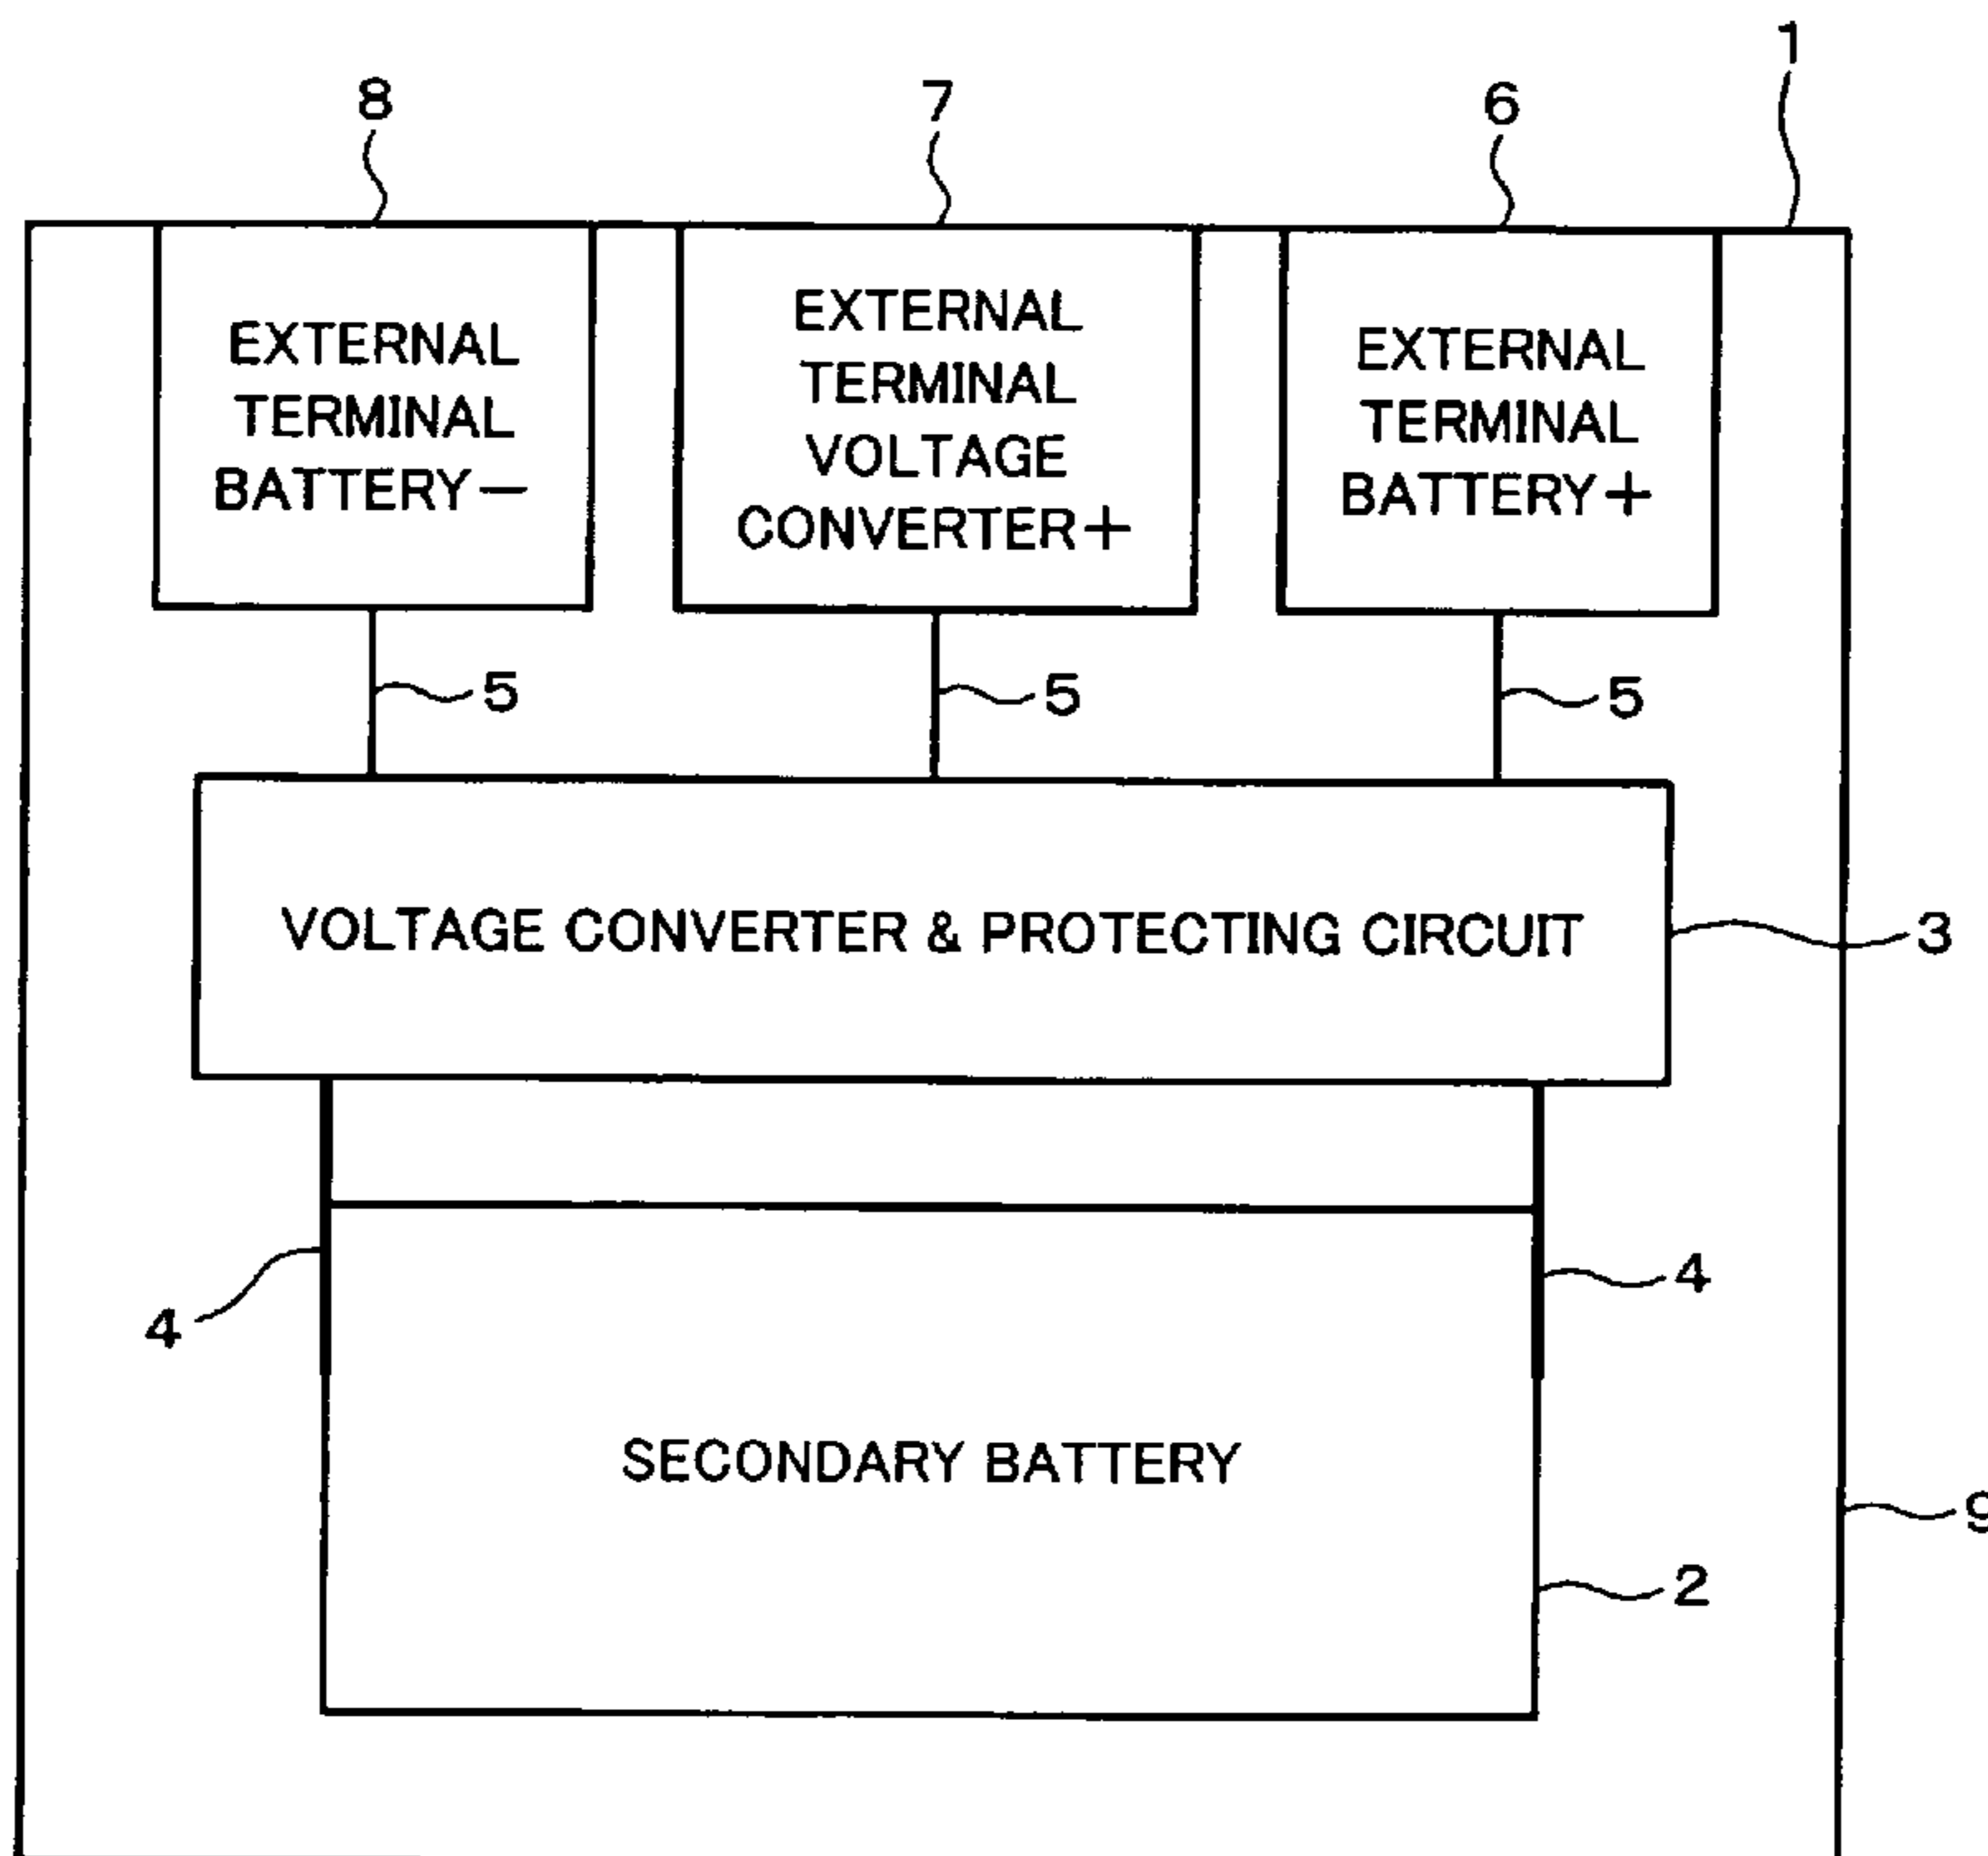 1
8
7
6
EXTERNAL
TERMINAL
BATTERY−
EXTERNAL
TERMINAL
VOLTAGE
CONVERTER+
EXTERNAL
TERMINAL
BATTERY+
5
5
5
VOLTAGE CONVERTER & PROTECTING CIRCUIT
3
4
4
SECONDARY BATTERY
9
2